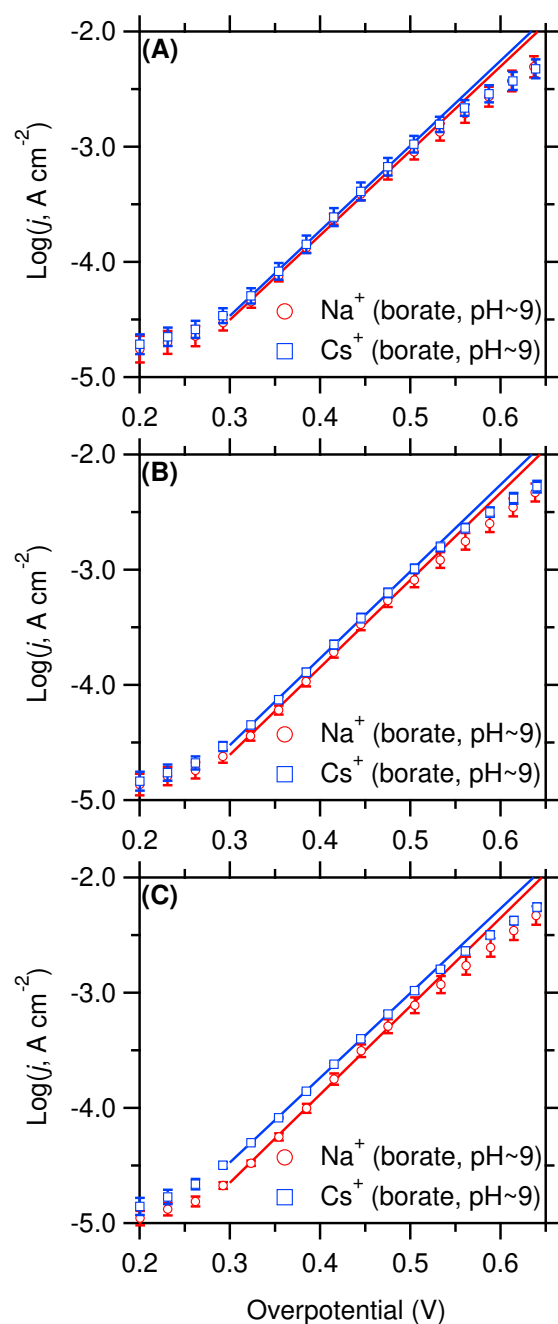 (A)
-2.0
-3.0
-4.0
-5.0
Log(j, A cm⁻²)
Na⁺ (borate, pH~9)
Cs⁺ (borate, pH~9)
0.2 0.3 0.4 0.5 0.6
(B)
-2.0
-3.0
-4.0
-5.0
Log(j, A cm⁻²)
Na⁺ (borate, pH~9)
Cs⁺ (borate, pH~9)
0.2 0.3 0.4 0.5 0.6
(C)
-2.0
-3.0
-4.0
-5.0
Log(j, A cm⁻²)
Na⁺ (borate, pH~9)
Cs⁺ (borate, pH~9)
0.2 0.3 0.4 0.5 0.6
Overpotential (V)